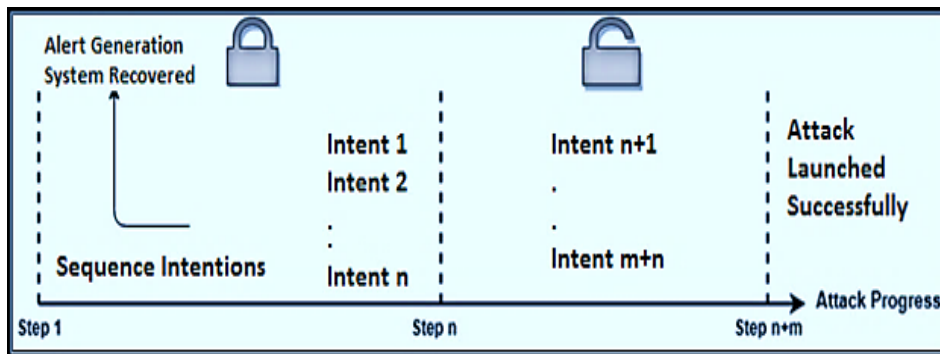 Alert Generation
System Recovered
Intent 1
Intent 2
.
.
Intent n
Sequence Intentions
Intent n+1
.
.
Intent m+n
Attack
Launched
Successfully
Attack Progress
Step 1
Step n
Step n+m